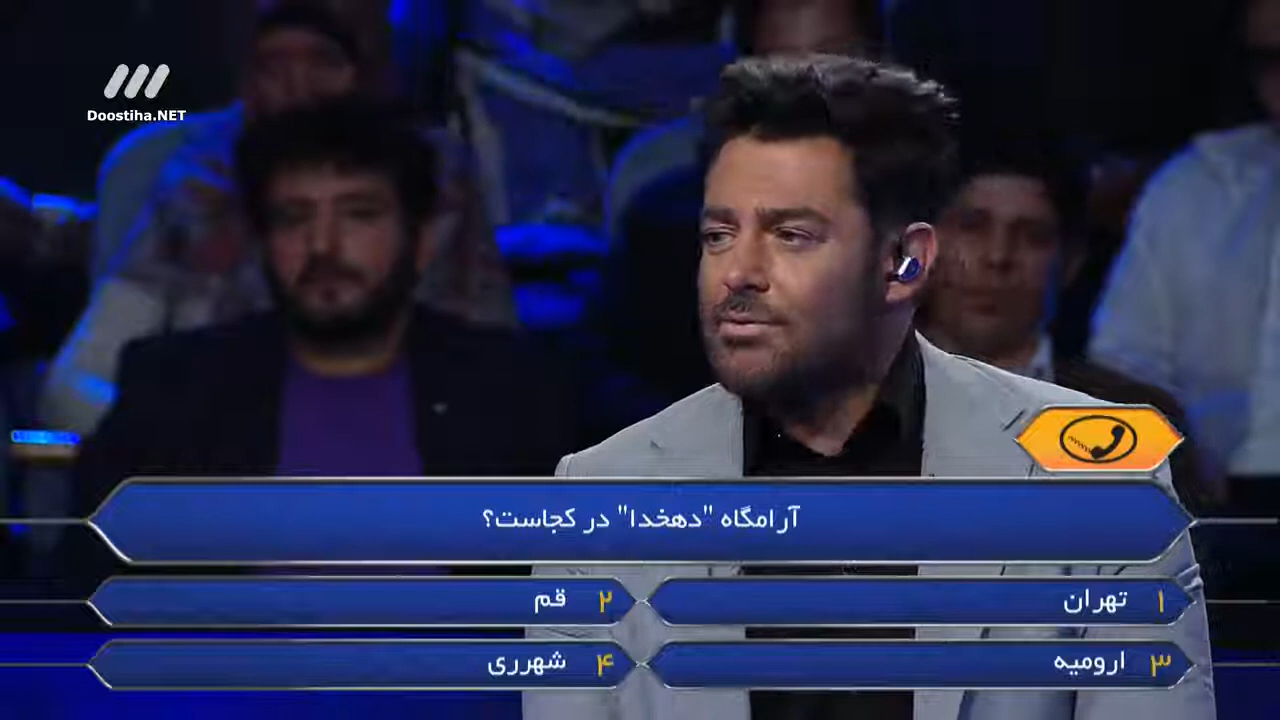 Doostiha.NET
آرامگاه "دهخدا" در کجاست؟
۱ تهران
۲ قم
۳ ارومیه
۴ شهرری